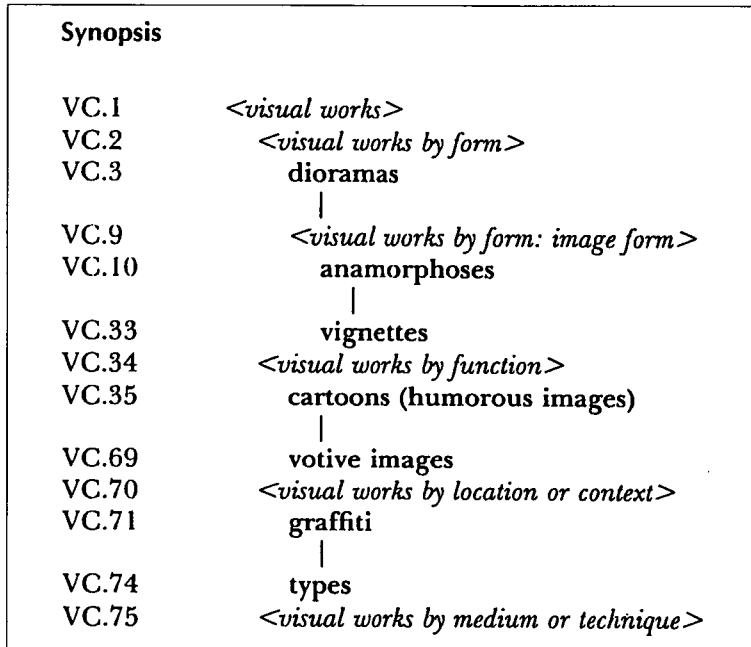 Synopsis
VC.1 <visual works>
VC.2 <visual works by form>
VC.3 dioramas
VC.9 <visual works by form: image form>
VC.10 anamorphoses
VC.33 vignettes
VC.34 <visual works by function>
VC.35 cartoons (humorous images)
VC.69 votive images
VC.70 <visual works by location or context>
VC.71 graffiti
VC.74 types
VC.75 <visual works by medium or technique>